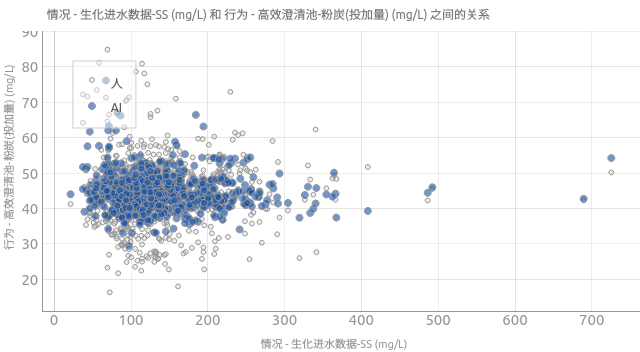 情况 - 生化进水数据-SS (mg/L) 和 行为 - 高效澄清池-粉炭(投加量) (mg/L) 之间的关系
90
80
70
60
50
40
30
20
行为 - 高效澄清池-粉炭(投加量) (mg/L)
人
AI
0 100 200 300 400 500 600 700
情况 - 生化进水数据-SS (mg/L)